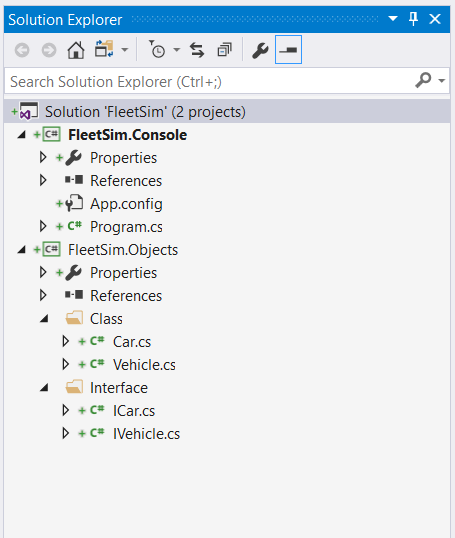 Solution Explorer
Search Solution Explorer (Ctrl+;)
Solution 'FleetSim' (2 projects)
C# FleetSim.Console
Properties
References
App.config
C# Program.cs
C# FleetSim.Objects
Properties
References
Class
C# Car.cs
C# Vehicle.cs
Interface
C# ICar.cs
C# IVehicle.cs